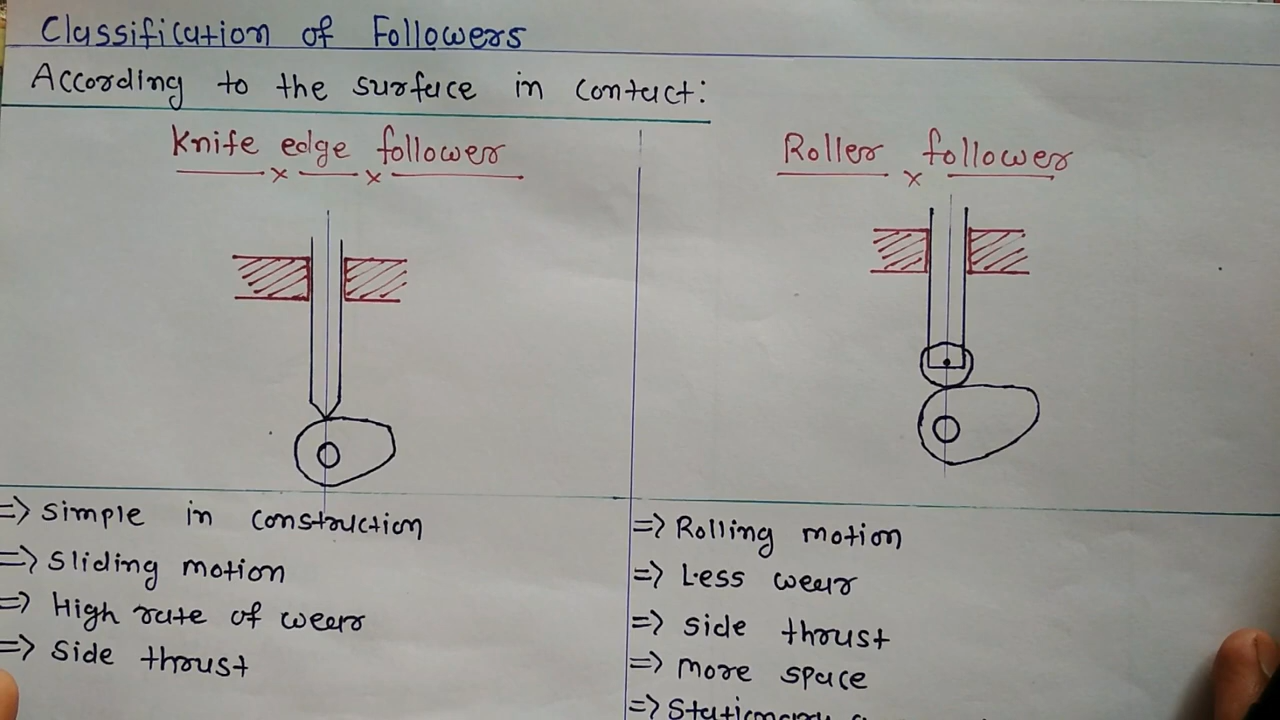 Classification of Followers
According to the surface in contact:
Knife edge follower
Roller follower
=> Simple in construction
=> Sliding motion
=> High rate of wear
=> Side thrust
=> Rolling motion
=> Less wear
=> Side thrust
=> More space
=> Stationary